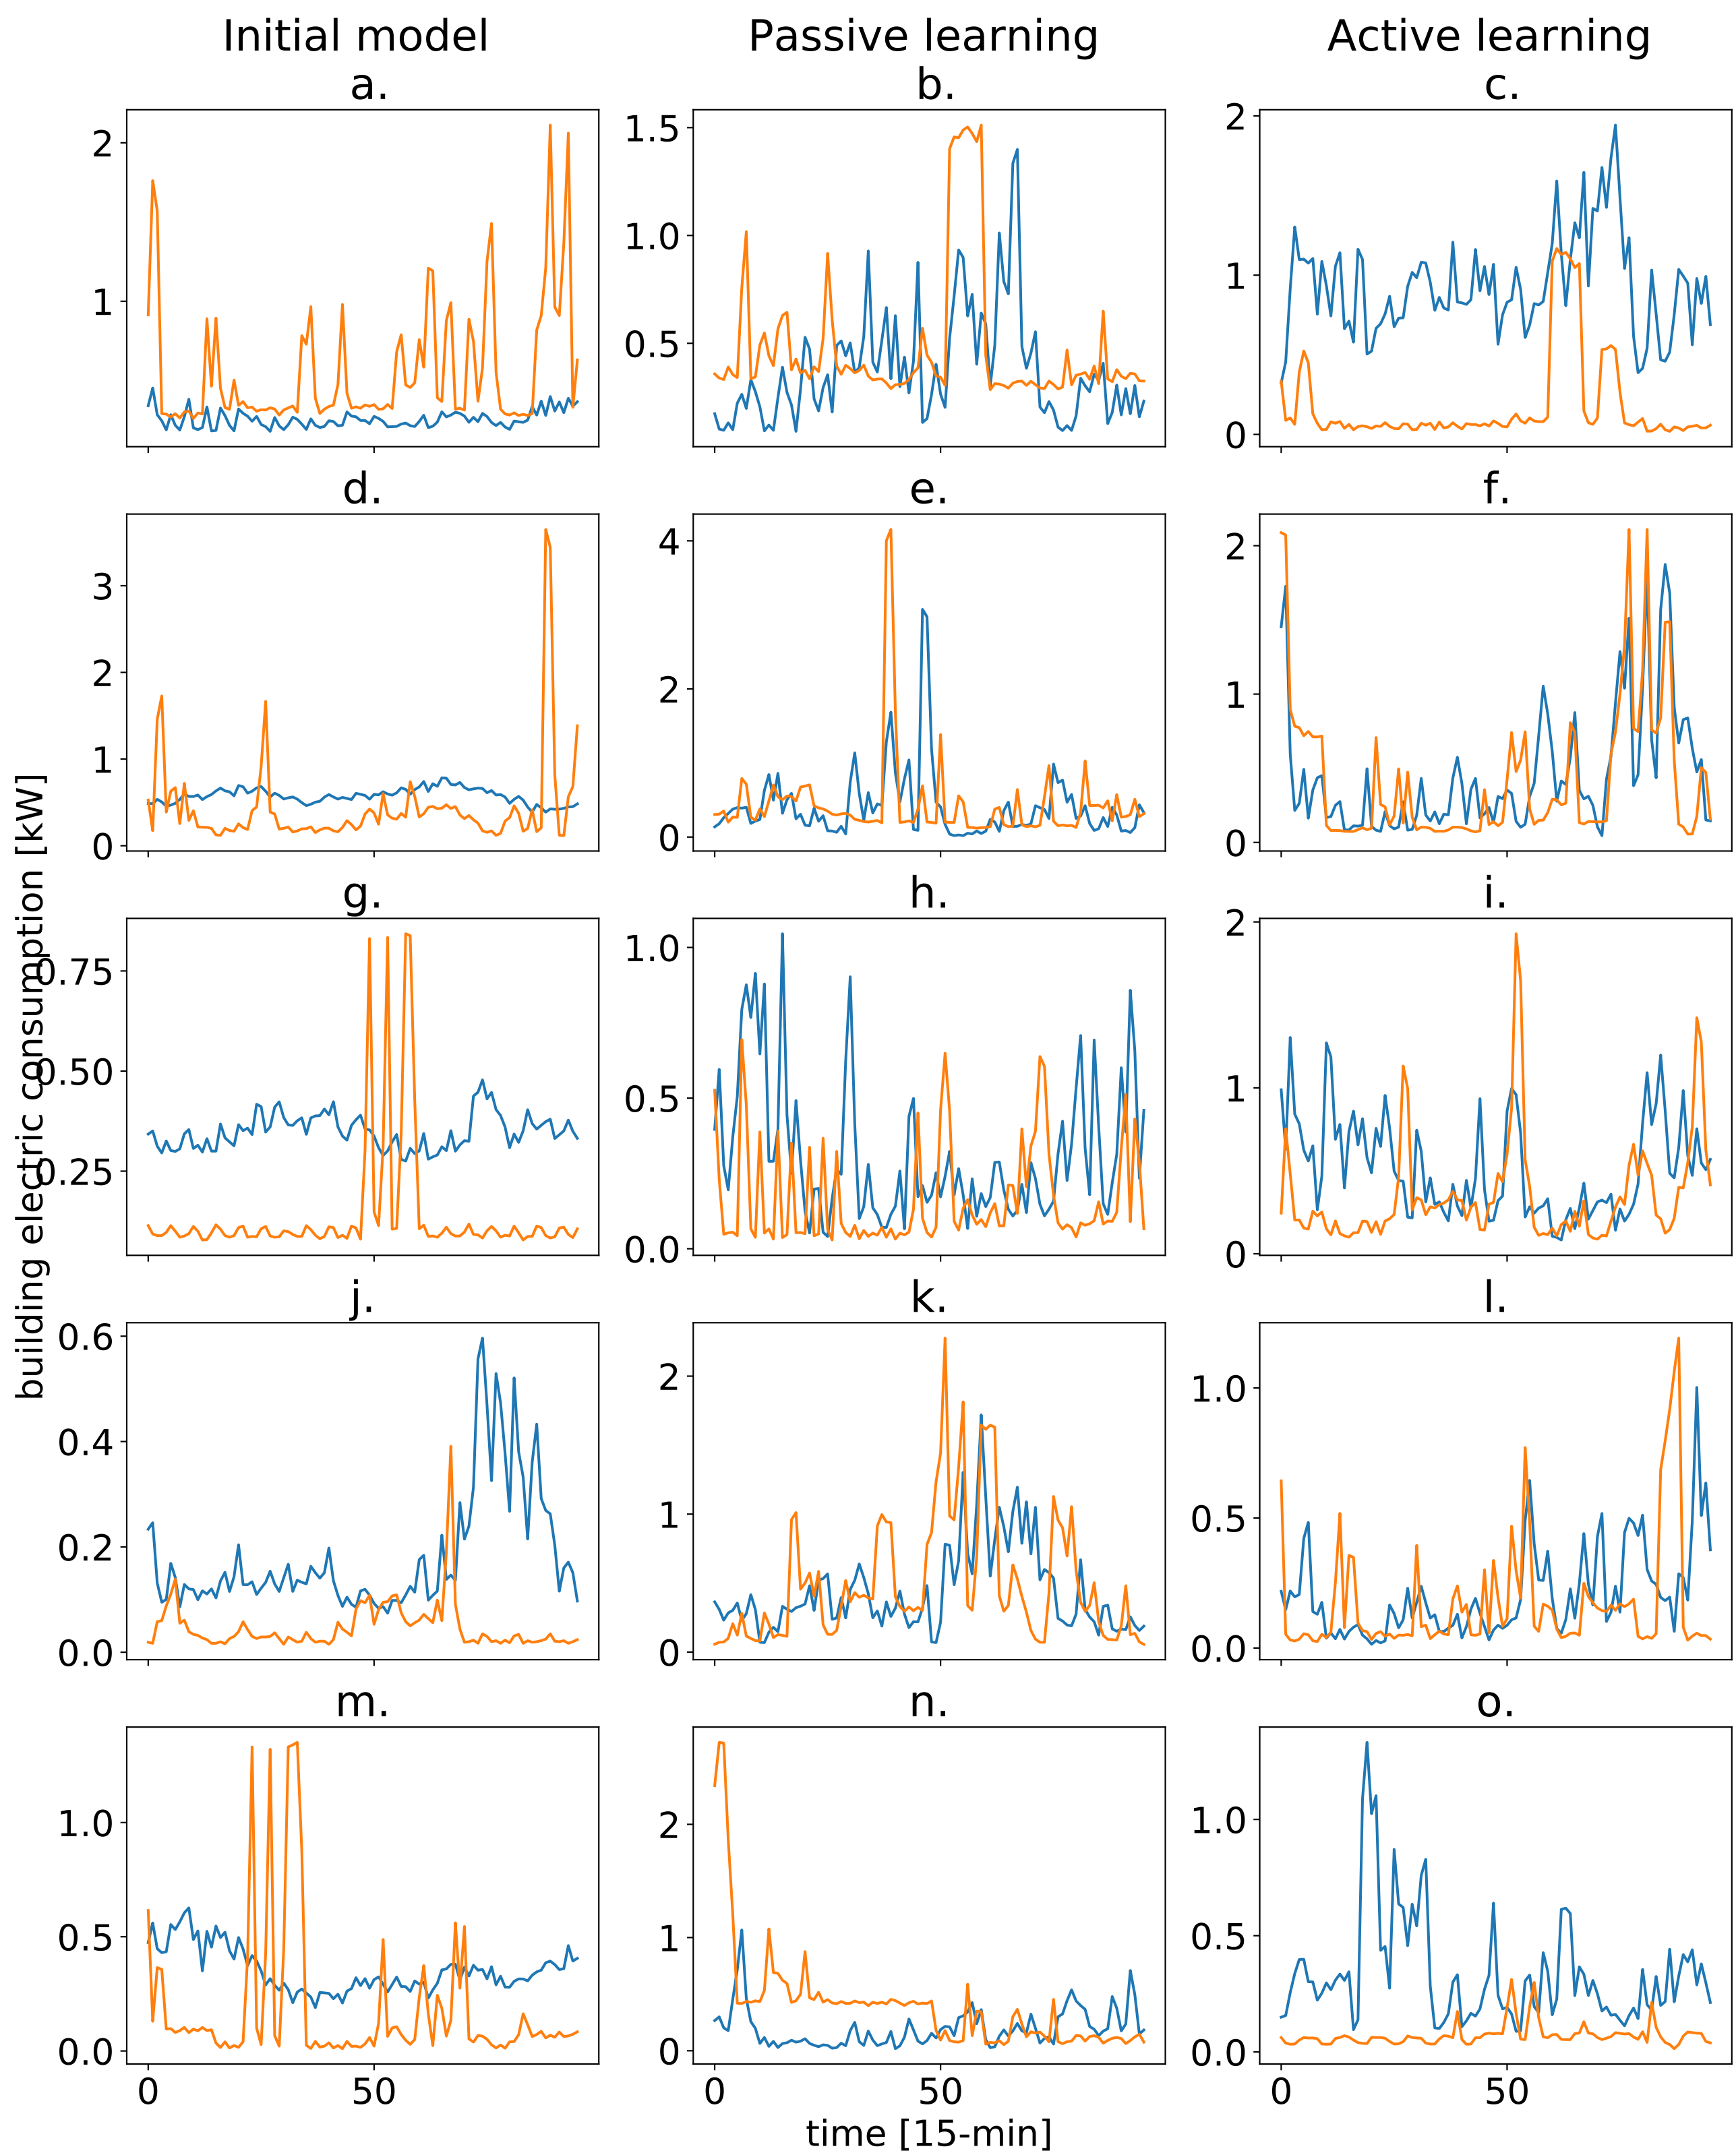 Initial model Passive learning Active learning
a. b. c.
2 1.5 2
1 1.0 1
0.5 0
d. e. f.
3 4 2
2 2 1
1 0 0
0
g. h. i.
0.75 1.0 2
0.50 0.5 1
0.25 0.0 0
j. k. l.
0.6 2 1.0
0.4 1 0.5
0.2 0 0.0
0.0
m. n. o.
1.0 2 1.0
0.5 1 0.5
0.0 0 0.0
0 50 0 50 0 50
time [15-min]
building electric consumption [kW]